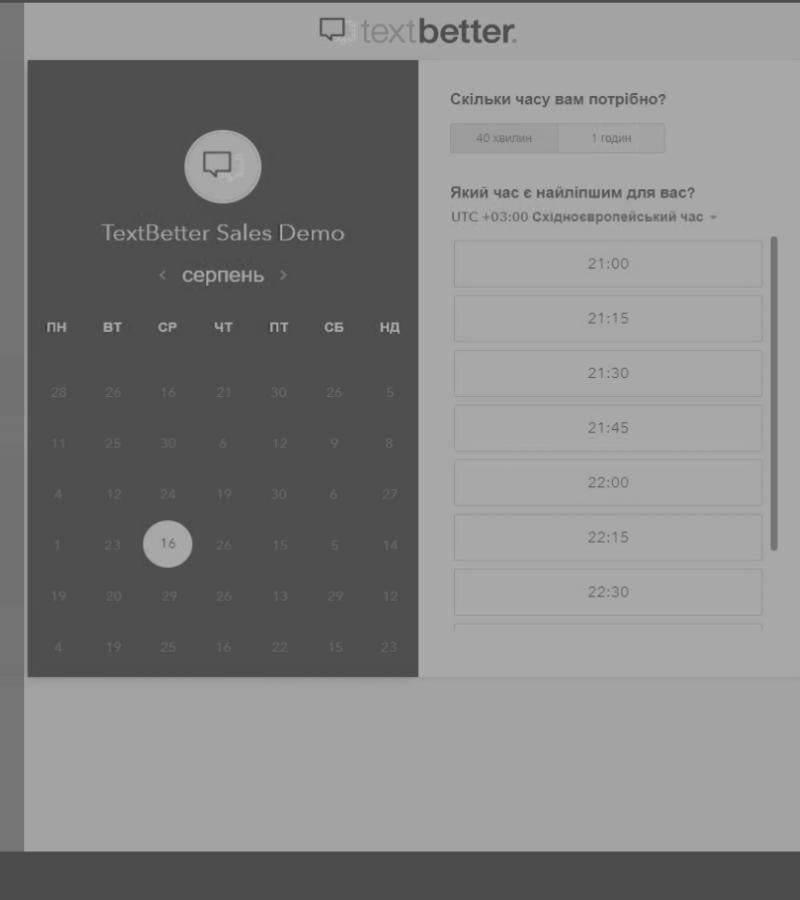 textbetter.
TextBetter Sales Demo
‹ серпень ›
ПН ВТ СР ЧТ ПТ СБ НД
28 26 16 21 30 26 5
11 25 30 6 12 9 8
4 12 24 19 30 6 27
1 23 16 26 15 5 14
19 20 29 26 13 29 12
4 19 25 16 22 15 23
Скільки часу вам потрібно?
40 хвилин 1 годин
Який час є найліпшим для вас?
UTC +03:00 Східноєвропейський час
21:00
21:15
21:30
21:45
22:00
22:15
22:30